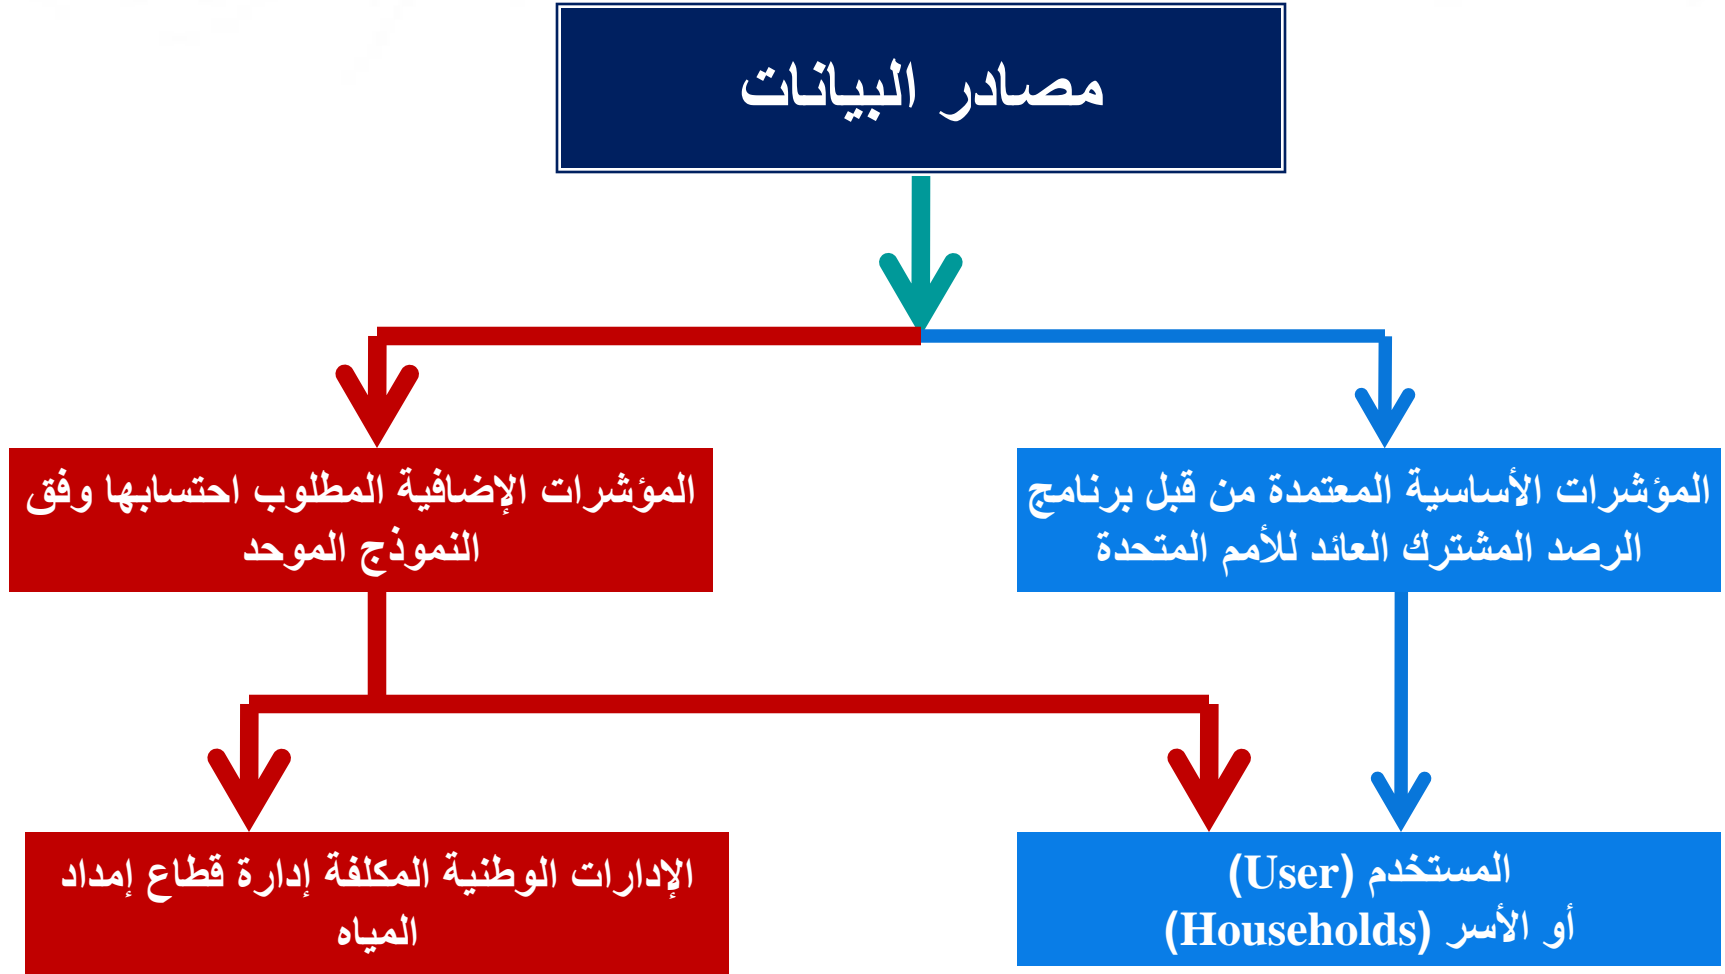 مصادر البيانات
المؤشرات الأساسية المعتمدة من قبل برنامج
الرصد المشترك العائد للأمم المتحدة
المؤشرات الإضافية المطلوب احتسابها وفق
النموذج الموحد
المستخدم (User)
أو الأسر (Households)
الإدارات الوطنية المكلفة إدارة قطاع إمداد
المياه